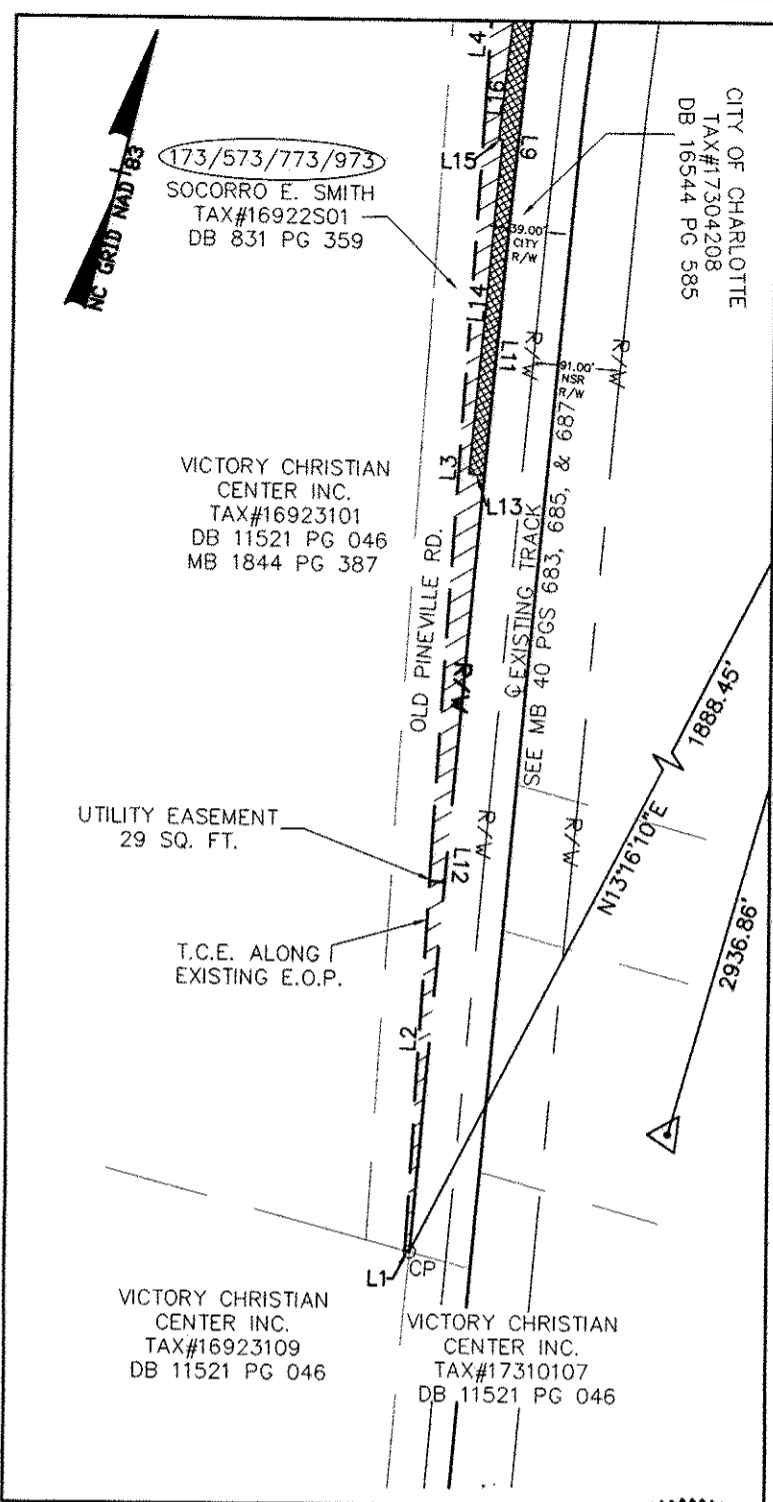 CITY OF CHARLOTTE
TAX#17304208
DB 16544 PG 585
NC GRID NAD '83
173/573/773/973
SOCORRO E. SMITH
TAX#16922S01
DB 831 PG 359
L4
L16
L15
L9
39.00'
CITY
R/W
L14
L11
R/W
R/W
91.00'
NSR
R/W
VICTORY CHRISTIAN
CENTER INC.
TAX#16923101
DB 11521 PG 046
MB 1844 PG 387
L3
L13
OLD PINEVILLE RD.
R/W
℄ EXISTING TRACK
SEE MB 40 PGS 683, 685, & 687
1888.45'
N13°16'10"E
2936.86'
UTILITY EASEMENT
29 SQ. FT.
L12
R/W
R/W
T.C.E. ALONG
EXISTING E.O.P.
L2
L1
CP
VICTORY CHRISTIAN
CENTER INC.
TAX#16923109
DB 11521 PG 046
VICTORY CHRISTIAN
CENTER INC.
TAX#17310107
DB 11521 PG 046